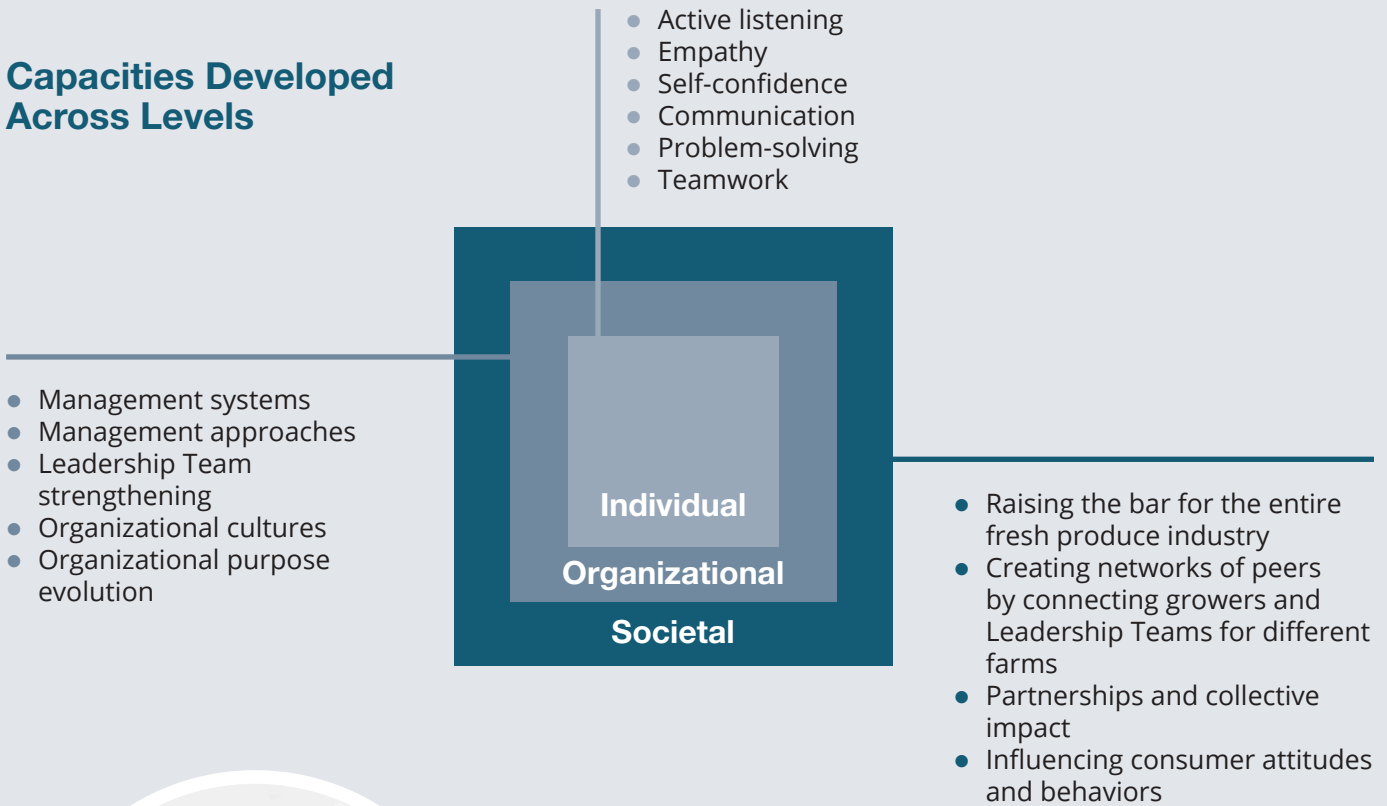 Capacities Developed
Across Levels
● Active listening
● Empathy
● Self-confidence
● Communication
● Problem-solving
● Teamwork
● Management systems
● Management approaches
● Leadership Team
strengthening
● Organizational cultures
● Organizational purpose
evolution
Individual
Organizational
Societal
● Raising the bar for the entire
fresh produce industry
● Creating networks of peers
by connecting growers and
Leadership Teams for different
farms
● Partnerships and collective
impact
● Influencing consumer attitudes
and behaviors